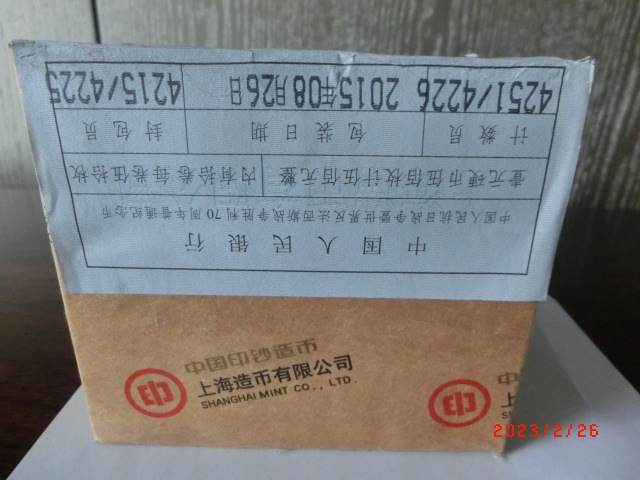 中国人民银行
中国人民抗日战争暨世界反法西斯战争胜利70周年普通纪念币
壹元硬币伍佰枚计伍佰元整 内有拾卷每卷伍拾枚
计数员 包装日期 封包员
4251/4226 2015年08月26日 4215/4225
中国印钞造币
上海造币有限公司
SHANGHAI MINT CO., LTD.
中
上
S
2023/2/26